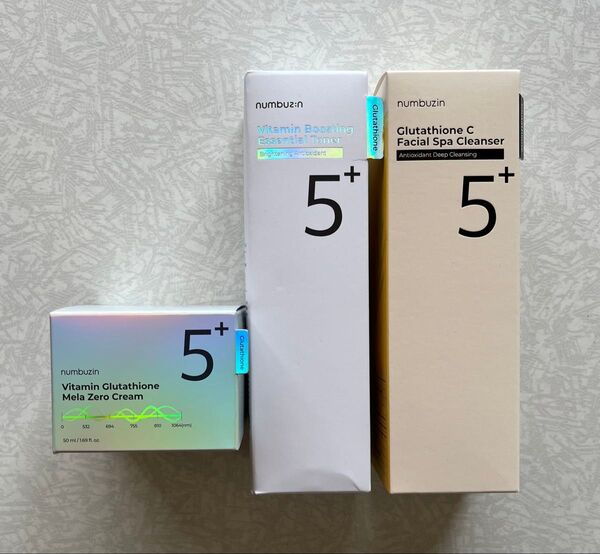 numbuzin
Vitamin Boosting
Essential Toner
Brightening Antioxidant
5+
Glutathione
numbuzin
Glutathione C
Facial Spa Cleanser
Antioxidant Deep Cleansing
5+
numbuzin
Vitamin Glutathione
Mela Zero Cream
5+
0 532 694 755 810 1064(nm)
50 ml / 1.69 fl. oz.
Glutathione